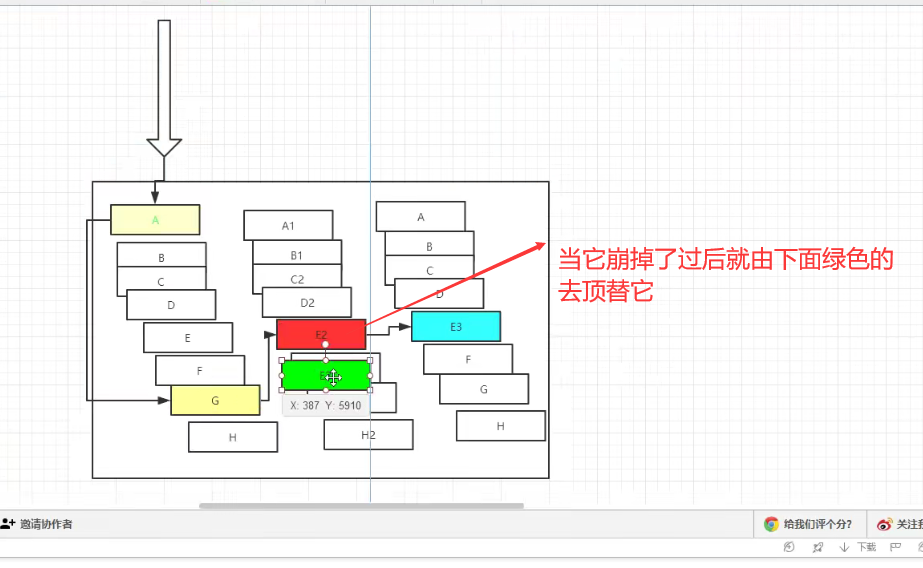 A
A1
A
当它崩掉了过后就由下面绿色的
去顶替它
B
B1
B
C
C2
C
D
D2
D
E
E2
E3
F
F
X: 387 Y: 5910
G
G
H
H2
H
邀请协作者
给我们评个分?
关注我
下载